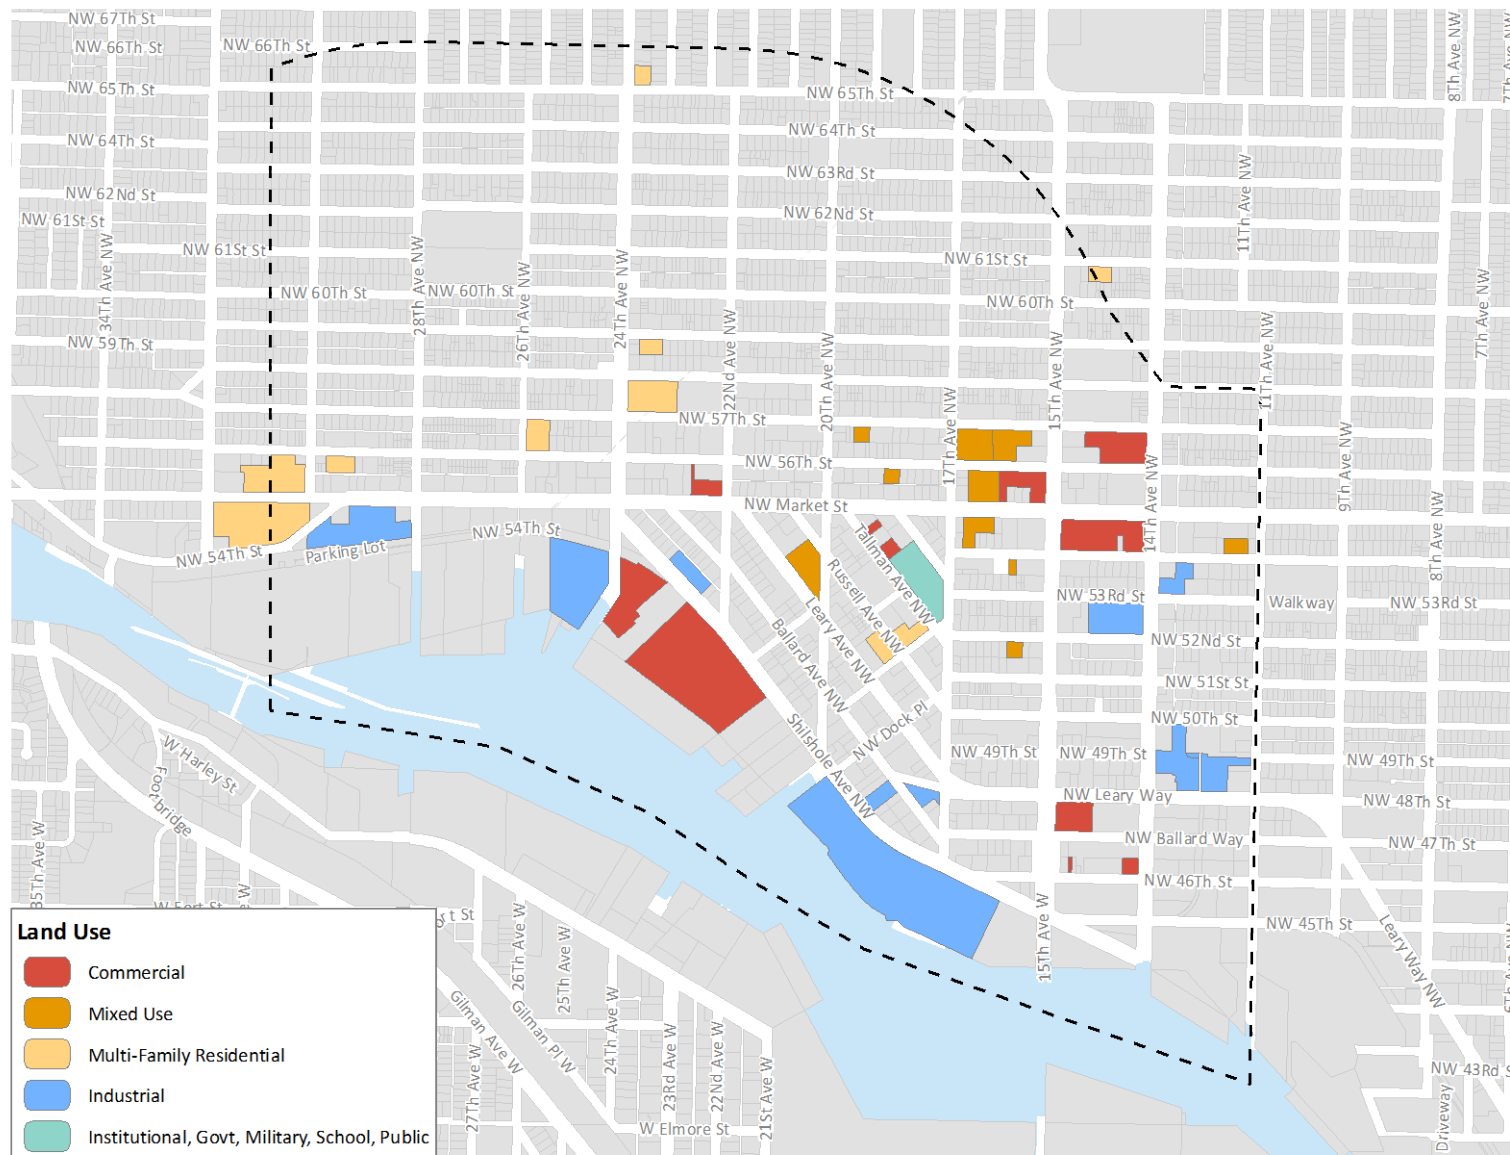 NW 67Th St
NW 66Th St
NW 66Th St
8Th Ave NW
NW 65Th St
NW 65Th St
NW 64Th St
NW 64Th St
NW 63Rd St
NW 62Nd St
NW 62Nd St
11Th Ave NW
NW 61St St
NW 61St St
NW 61St St
34Th Ave NW
28Th Ave NW
26Th Ave NW
24Th Ave NW
NW 60Th St
NW 60Th St
NW 60Th St
7Th Ave NW
NW 59Th St
22Nd Ave NW
20Th Ave NW
15Th Ave NW
11Th Ave NW
NW 57Th St
17Th Ave NW
NW 56Th St
9Th Ave NW
14Th Ave NW
NW Market St
8Th Ave NW
NW 54Th St
NW 54Th St
Parking Lot
Tallman Ave NW
Russell Ave NW
Leary Ave NW
Ballard Ave NW
NW 53Rd St
Walkway
NW 53Rd St
NW 52Nd St
NW 51St St
NW 50Th St
Shilshole Ave NW
NW Dock Pl
NW 49Th St
NW 49Th St
NW 49Th St
W Harley St
Foot bridge
NW Leary Way
NW 48Th St
NW Ballard Way
NW 47Th St
35Th Ave W
NW 46Th St
W Fort St
W
ort St
NW 45Th St
15Th Ave W
Leary Way NW
26Th Ave W
25Th Ave W
Gilman Ave W
Gilman Pl W
24Th Ave W
23Rd Ave W
22Nd Ave W
21St Ave W
27Th Ave W
W Elmore St
NW 43Rd S
Driveway
Land Use
Commercial
Mixed Use
Multi-Family Residential
Industrial
Institutional, Govt, Military, School, Public